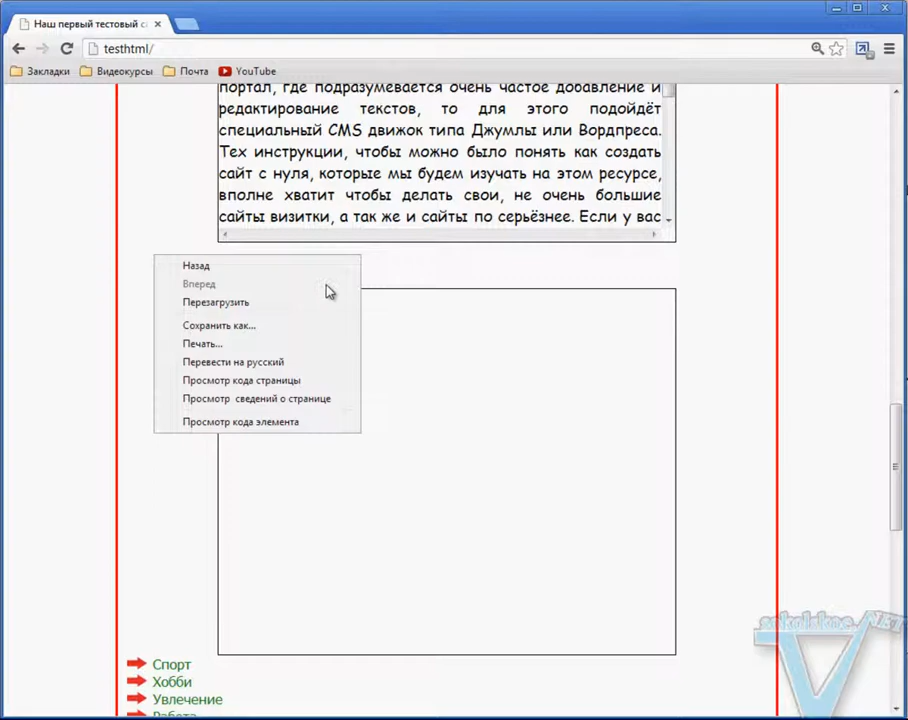 Наш первый тестовый са
testhtml/
Закладки Видеокурсы Почта YouTube
портал, где подразумевается очень частое добавление и
редактирование текстов, то для этого подойдёт
специальный CMS движок типа Джумлы или Вордпреса.
Тех инструкции, чтобы можно было понять как создать
сайт с нуля, которые мы будем изучать на этом ресурсе,
вполне хватит чтобы делать свои, не очень большие
сайты визитки, а так же и сайты по серьёзнее. Если у вас
Назад
Вперед
Перезагрузить
Сохранить как...
Печать...
Перевести на русский
Просмотр кода страницы
Просмотр сведений о странице
Просмотр кода элемента
Спорт
Хобби
Увлечение
Работа